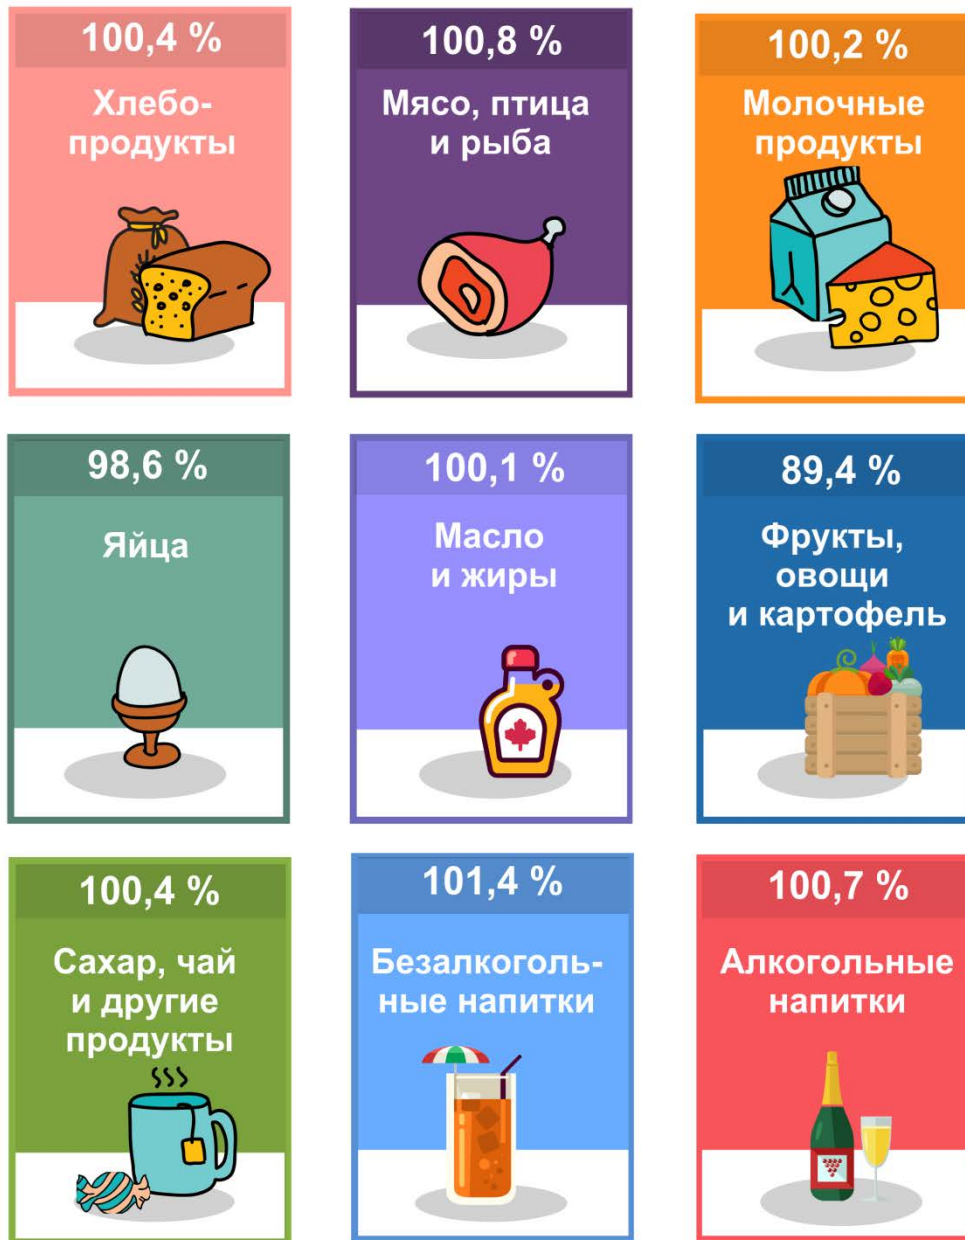 100,4 %
Хлебо-
продукты
100,8 %
Мясо, птица
и рыба
100,2 %
Молочные
продукты
98,6 %
Яйца
100,1 %
Масло
и жиры
89,4 %
Фрукты,
овощи
и картофель
100,4 %
Сахар, чай
и другие
продукты
101,4 %
Безалкоголь-
ные напитки
100,7 %
Алкогольные
напитки